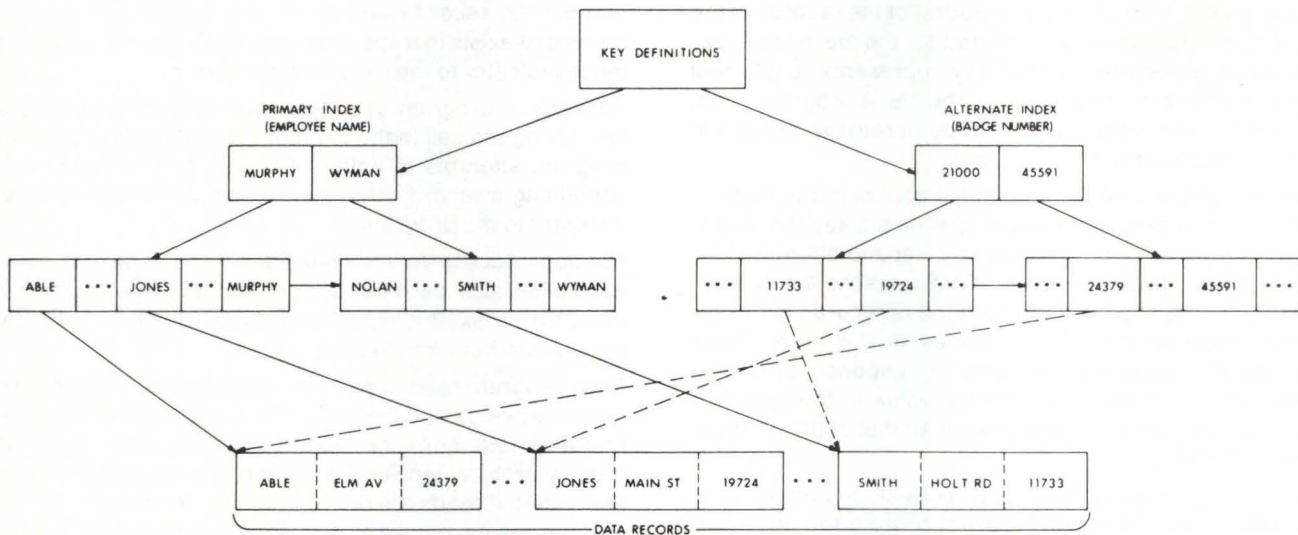 KEY DEFINITIONS
PRIMARY INDEX
(EMPLOYEE NAME)
ALTERNATE INDEX
(BADGE NUMBER)
MURPHY WYMAN
21000 45591
ABLE ··· JONES ··· MURPHY
NOLAN ··· SMITH ··· WYMAN
··· 11733 ··· 19724 ···
··· 24379 ··· 45591 ···
ABLE ELM AV 24379 ··· JONES MAIN ST 19724 ··· SMITH HOLT RD 11733
DATA RECORDS